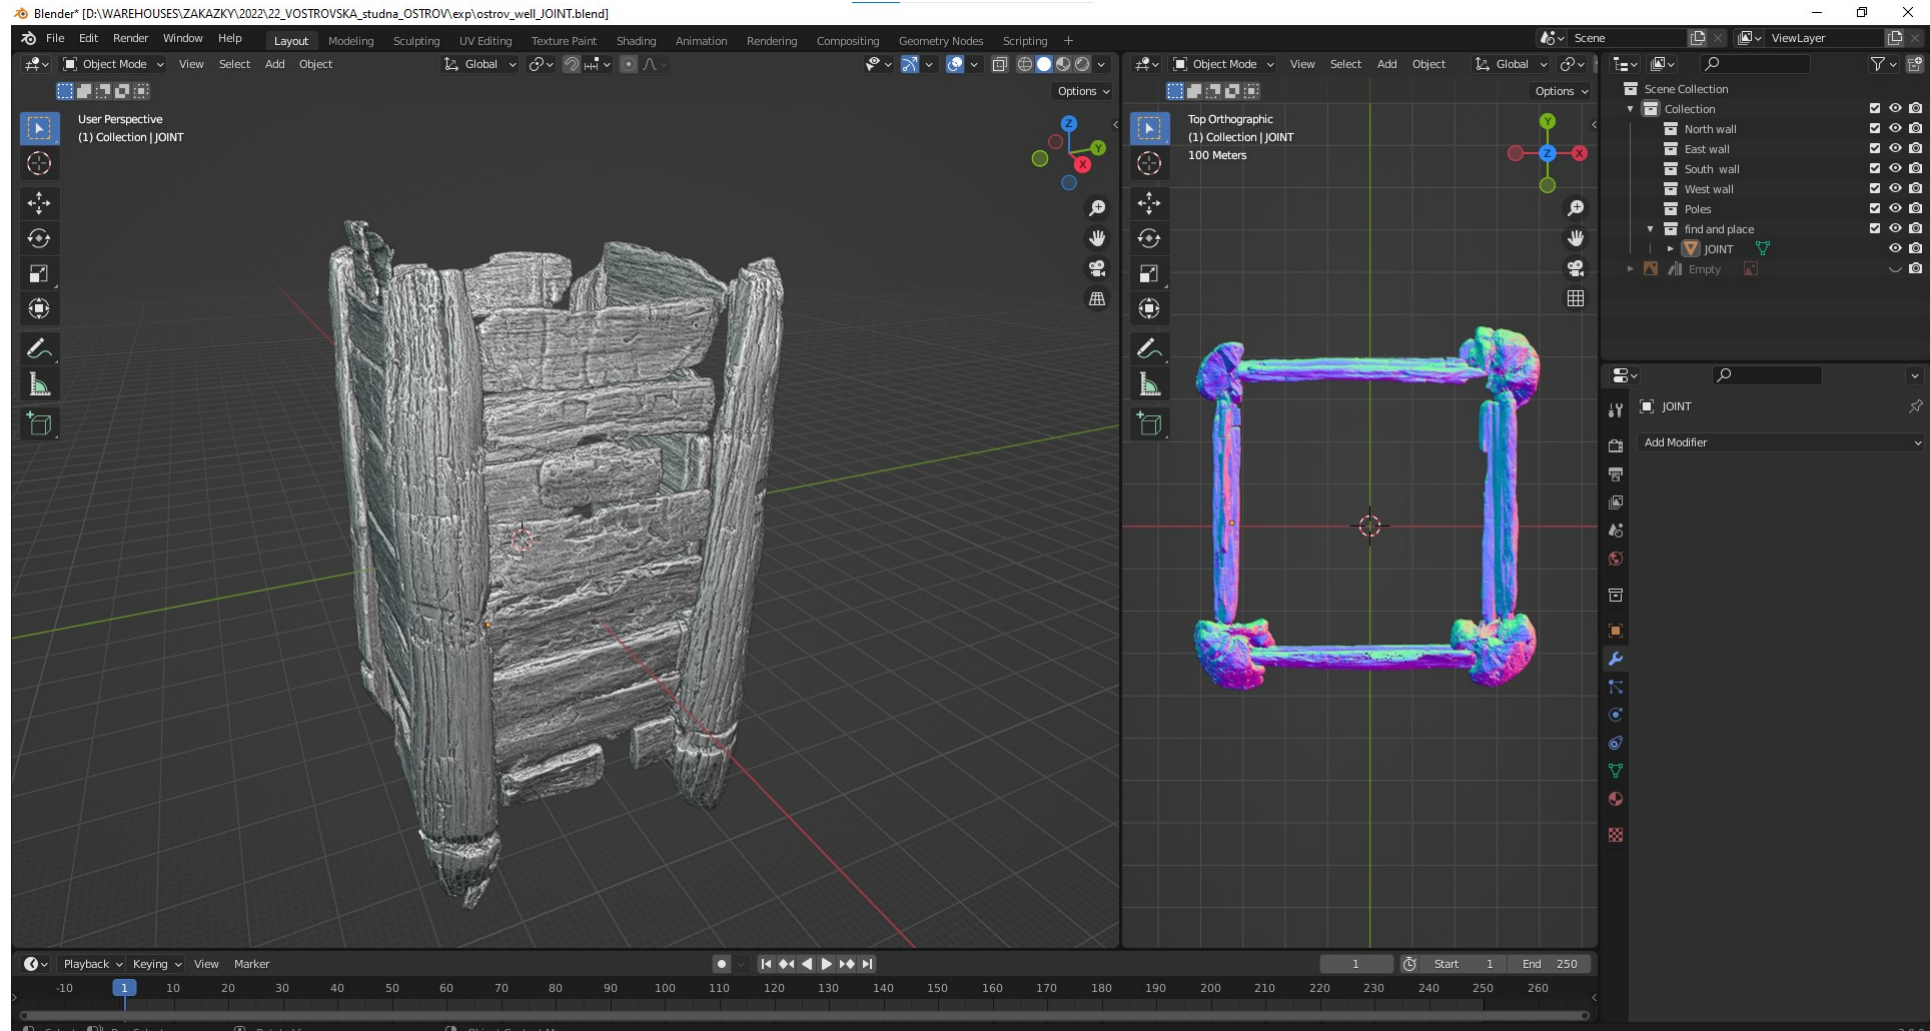 Blender* [D:\WAREHOUSES\ZAKAZKY\2022\22_VOSTROVSKA_studna_OSTROV\exp\ostrov_well_JOINT.blend]
File Edit Render Window Help Layout Modeling Sculpting UV Editing Texture Paint Shading Animation Rendering Compositing Geometry Nodes Scripting + Scene ViewLayer
Object Mode View Select Add Object Global Object Mode View Select Add Object Global
Options Options
Scene Collection
Collection
North wall
East wall
South wall
West wall
Poles
find and place
JOINT
Empty
User Perspective
(1) Collection | JOINT
Z
Y
X
Top Orthographic
(1) Collection | JOINT
100 Meters
Y
Z
X
JOINT
Add Modifier
Playback Keying View Marker 1 Start 1 End 250
-10 1 10 20 30 40 50 60 70 80 90 100 110 120 130 140 150 160 170 180 190 200 210 220 230 240 250 260